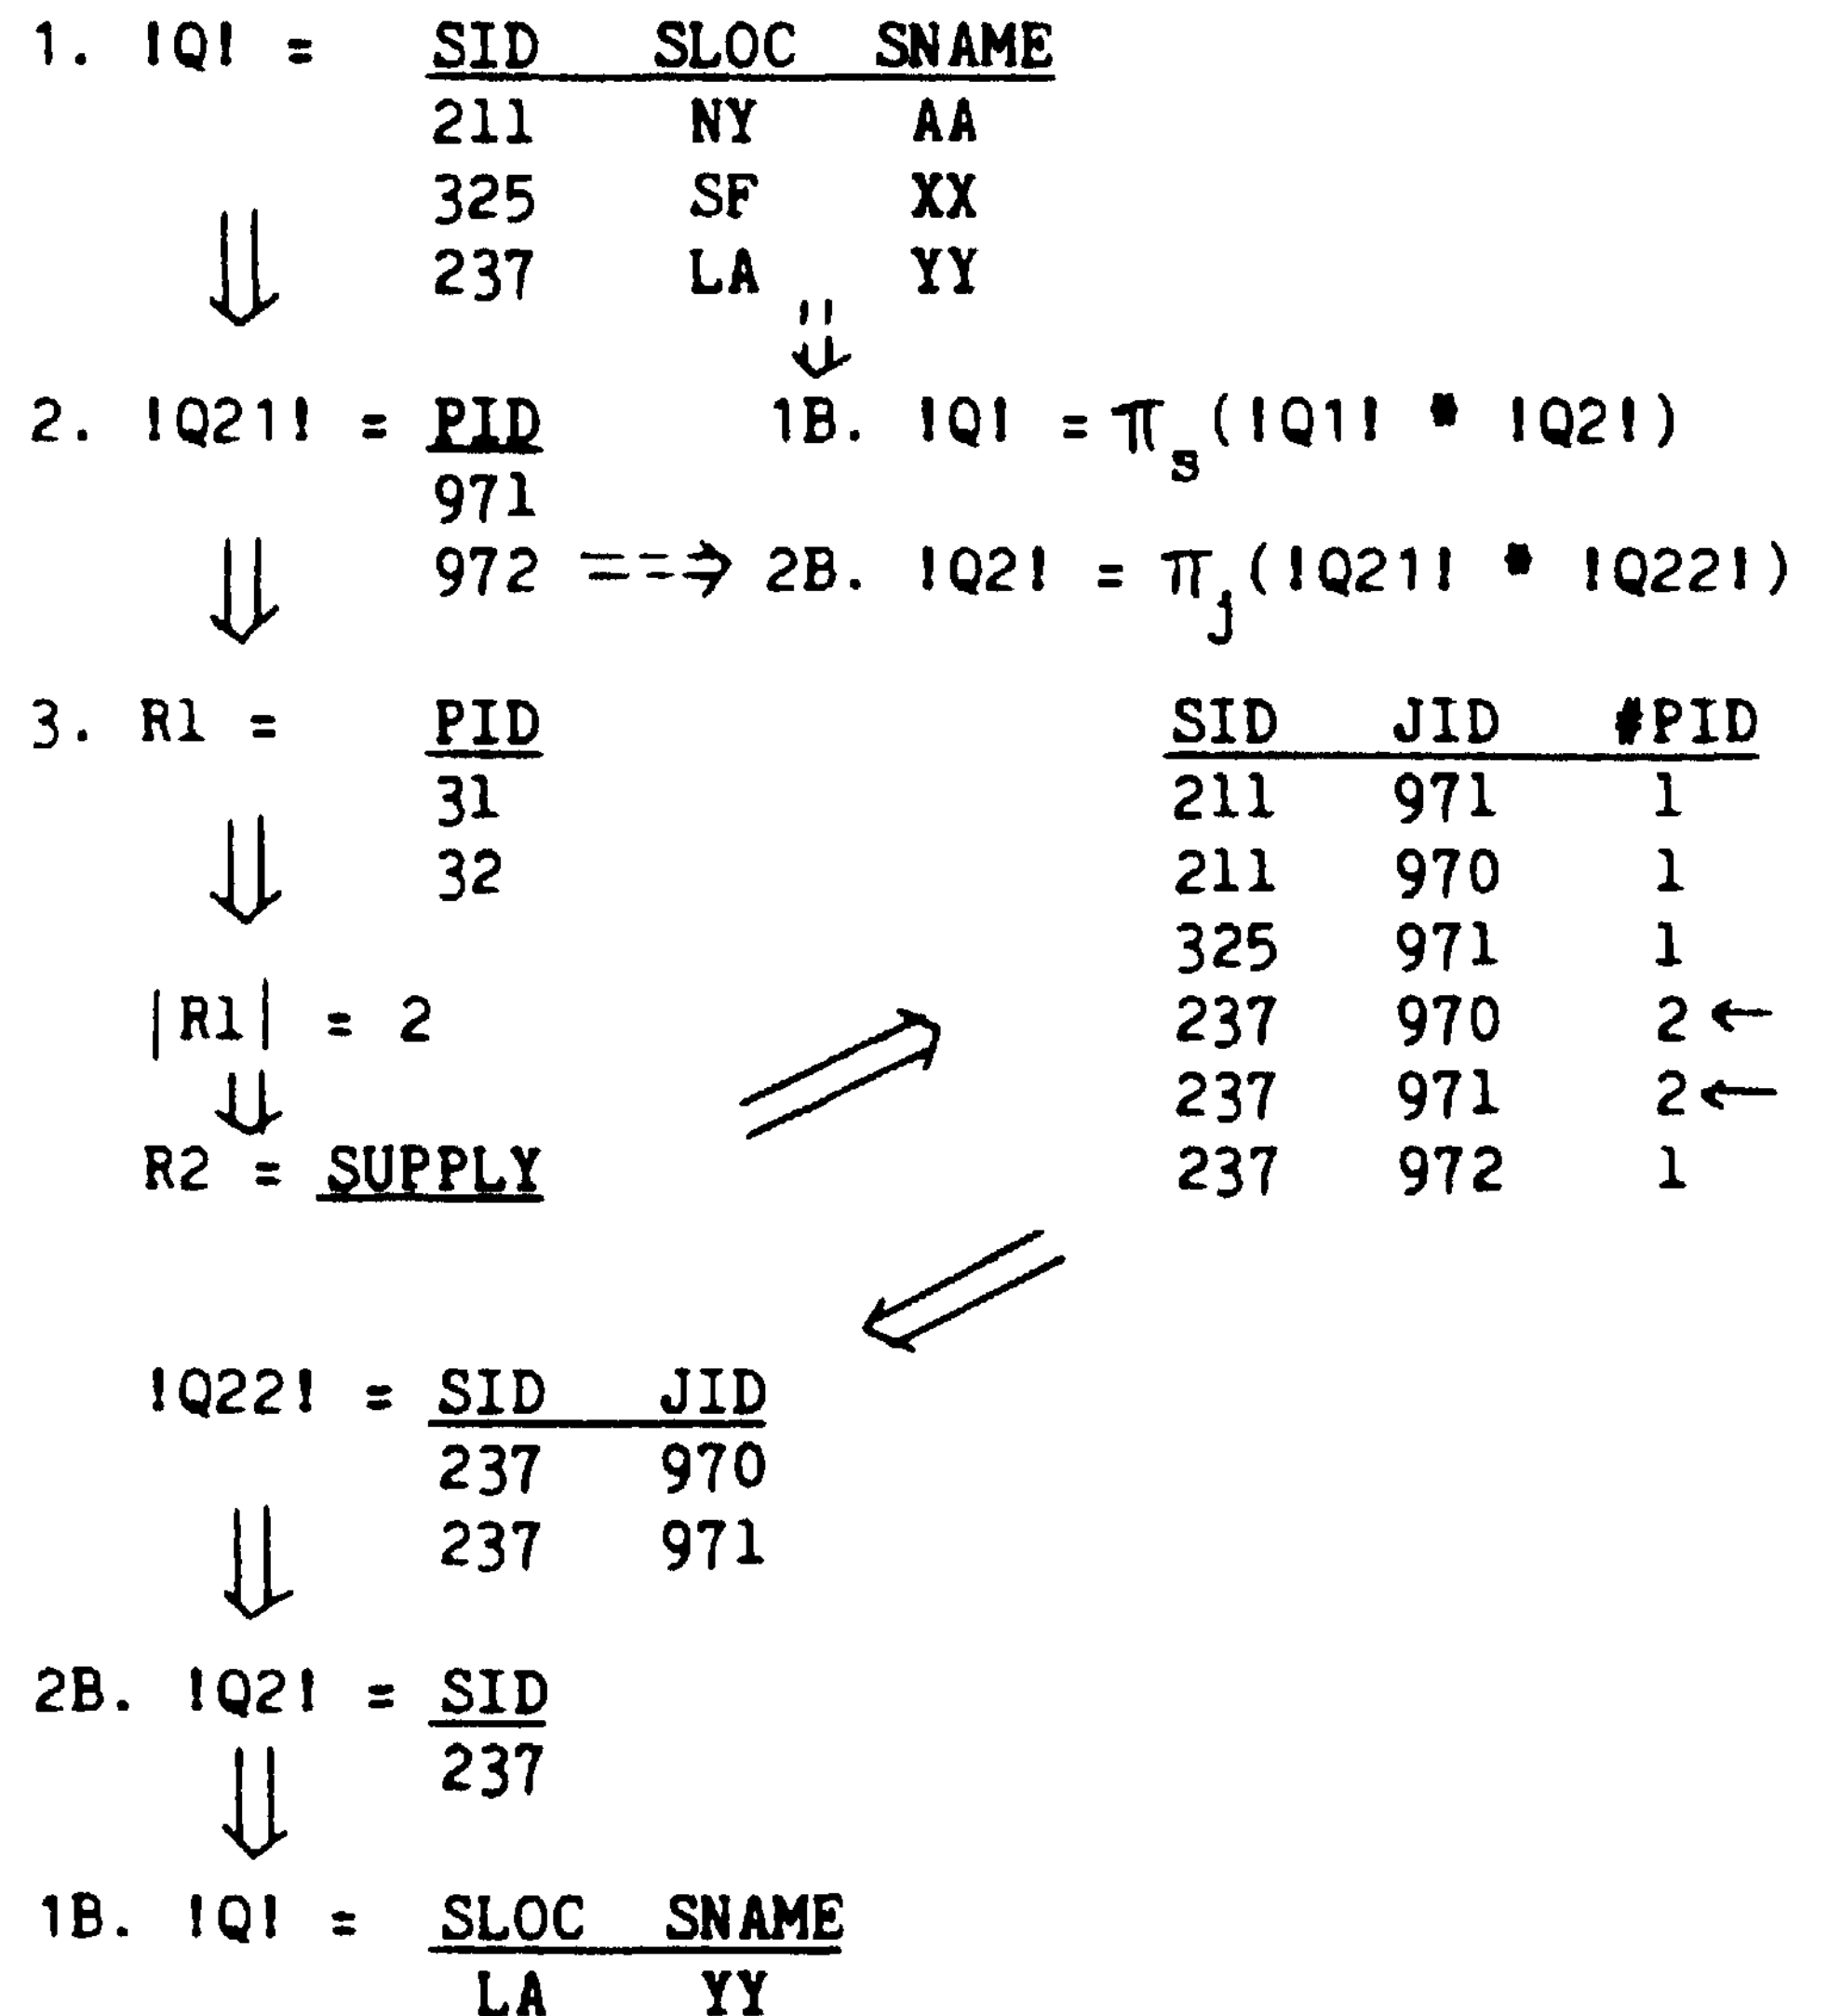 1. !Q! = SID SLOC SNAME
211 NY AA
325 SF XX
237 LA YY
2. !Q21! = PID 1B. !Q! = π s (!Q1! * !Q2!)
971
972 ==⇒ 2B. !Q2! = π j (!Q21! * !Q22!)
3. R1 = PID SID JID #PID
31 211 971 1
32 211 970 1
325 971 1
|R1| = 2 237 970 2 ←
237 971 2 ←
R2 = SUPPLY 237 972 1
!Q22! = SID JID
237 970
237 971
2B. !Q2! = SID
237
1B. !Q! = SLOC SNAME
LA YY